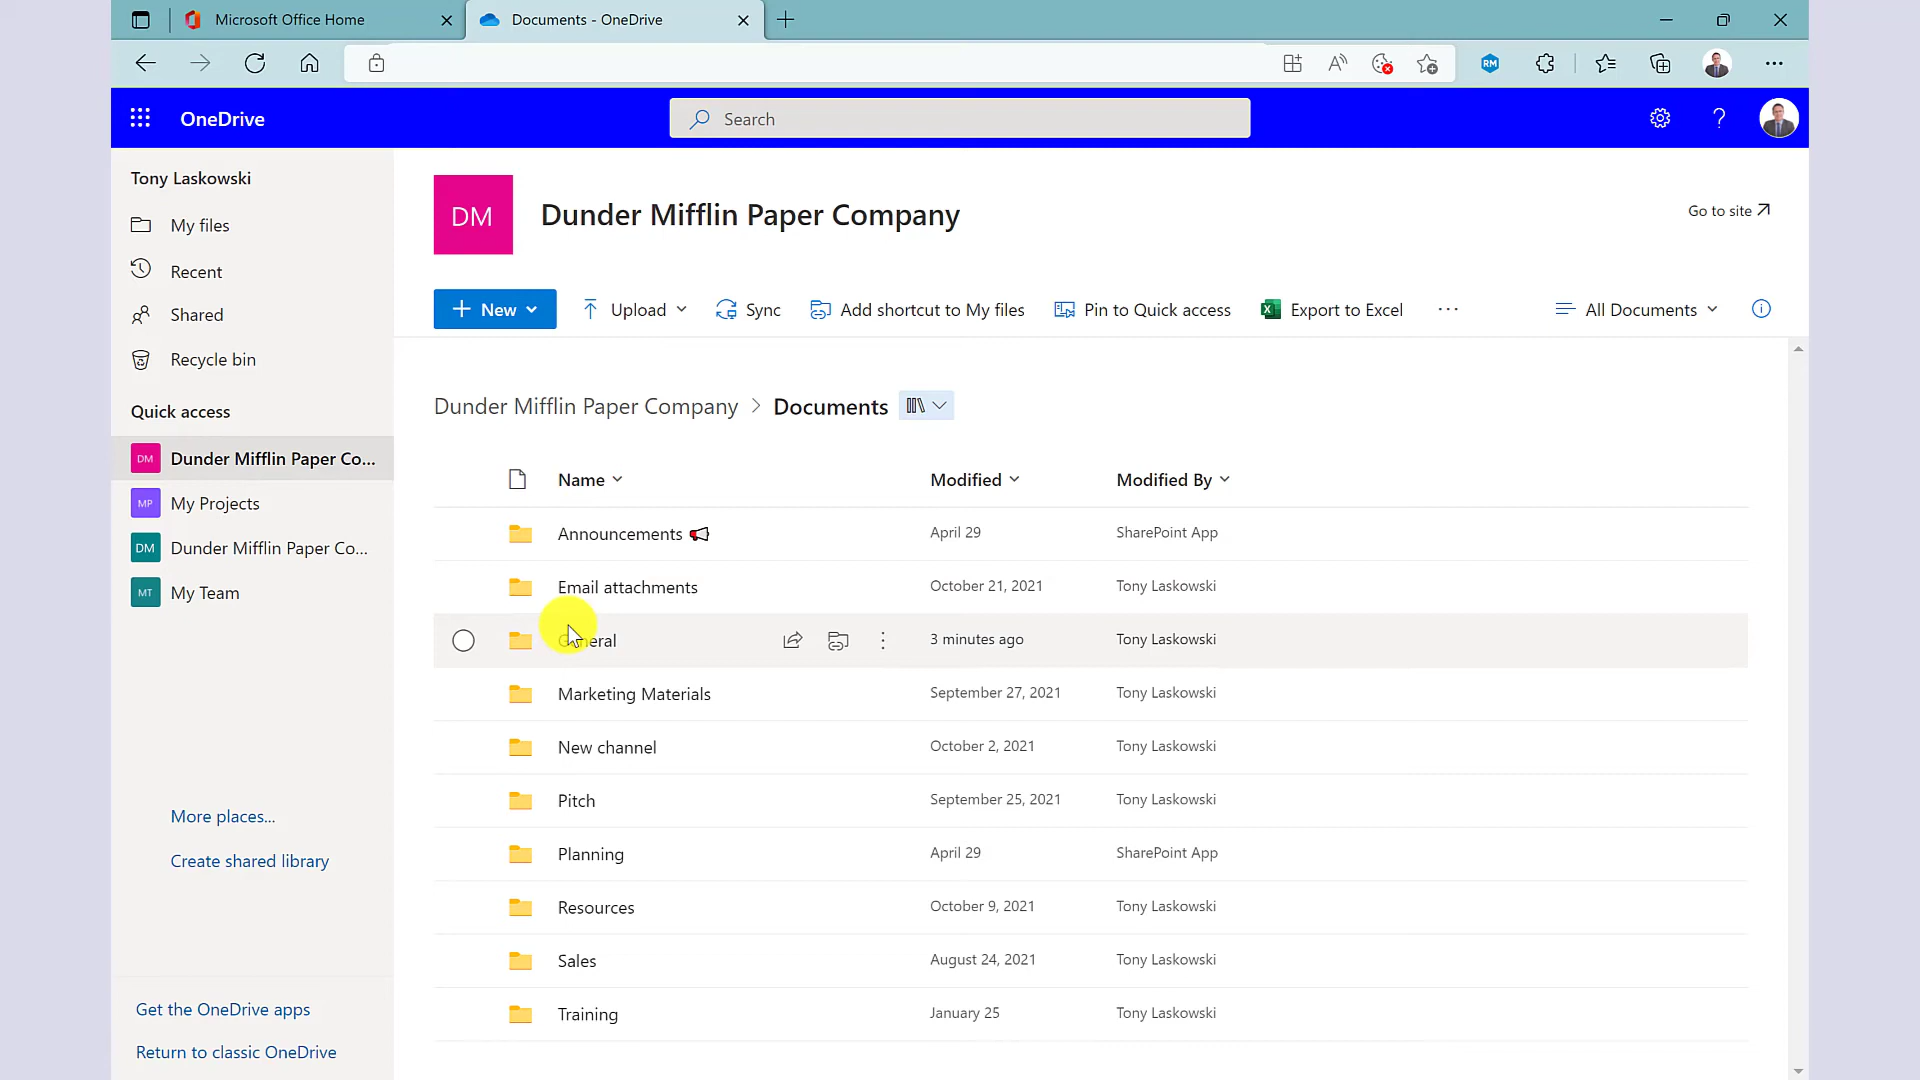 Microsoft Office Home
Documents - OneDrive
RM
OneDrive
Search
Tony Laskowski
My files
Recent
Shared
Recycle bin
Quick access
DM Dunder Mifflin Paper Co...
MP My Projects
DM Dunder Mifflin Paper Co...
MT My Team
More places...
Create shared library
Get the OneDrive apps
Return to classic OneDrive
DM
Dunder Mifflin Paper Company
Go to site
New
Upload
Sync
Add shortcut to My files
Pin to Quick access
Export to Excel
All Documents
Dunder Mifflin Paper Company > Documents
Name Modified Modified By
Announcements April 29 SharePoint App
Email attachments October 21, 2021 Tony Laskowski
General 3 minutes ago Tony Laskowski
Marketing Materials September 27, 2021 Tony Laskowski
New channel October 2, 2021 Tony Laskowski
Pitch September 25, 2021 Tony Laskowski
Planning April 29 SharePoint App
Resources October 9, 2021 Tony Laskowski
Sales August 24, 2021 Tony Laskowski
Training January 25 Tony Laskowski